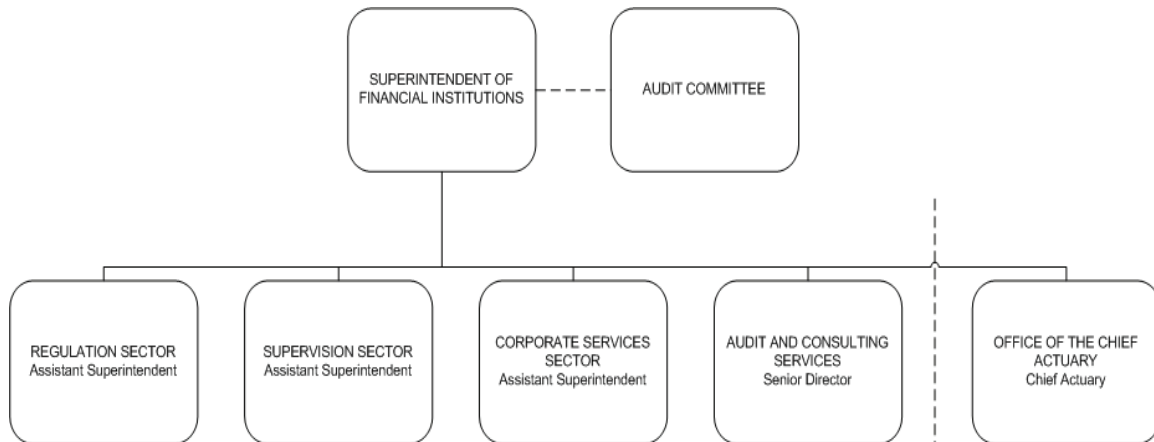 SUPERINTENDENT OF
FINANCIAL INSTITUTIONS
AUDIT COMMITTEE
REGULATION SECTOR
Assistant Superintendent
SUPERVISION SECTOR
Assistant Superintendent
CORPORATE SERVICES
SECTOR
Assistant Superintendent
AUDIT AND CONSULTING
SERVICES
Senior Director
OFFICE OF THE CHIEF
ACTUARY
Chief Actuary